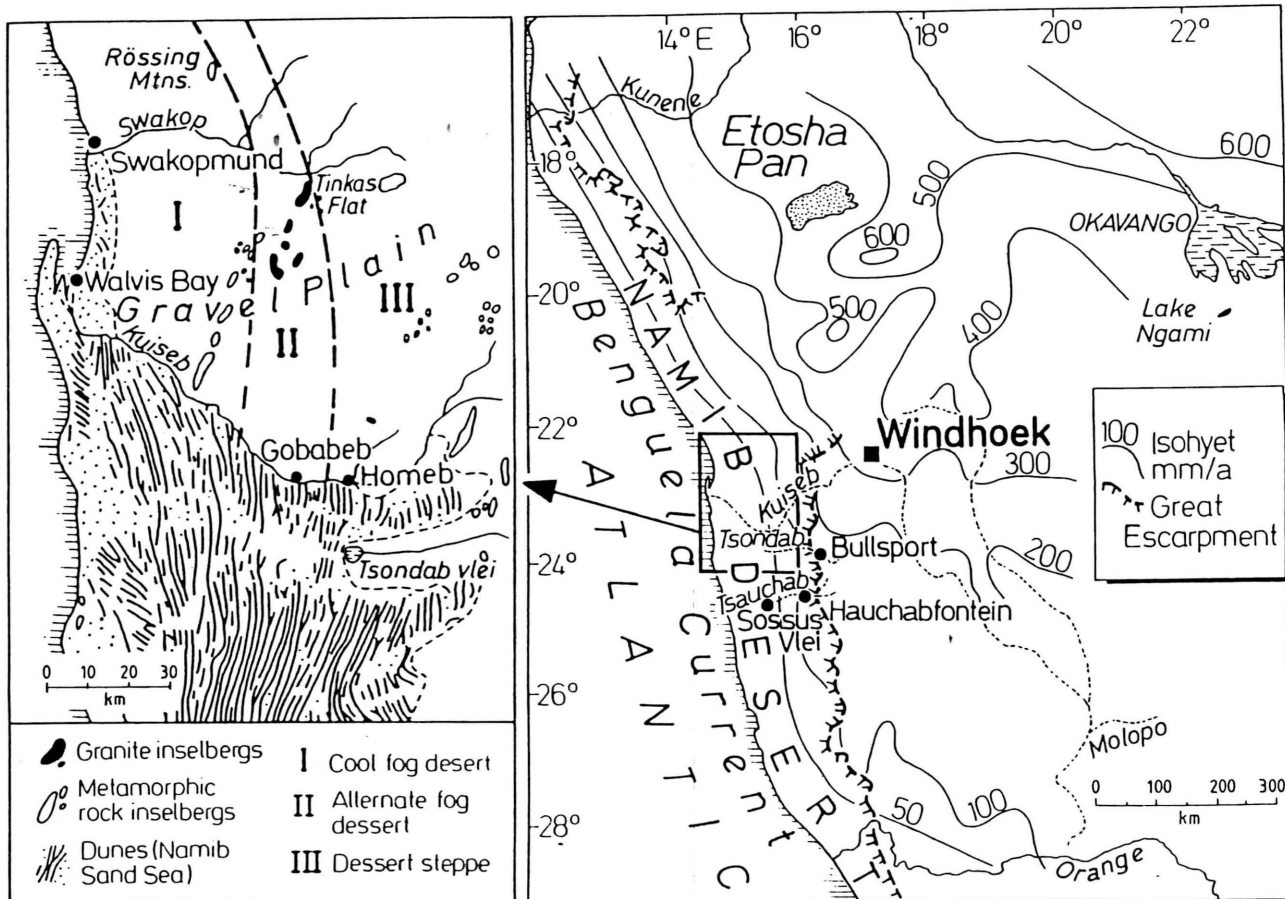 Rössing
Mtns.
Swakop
Swakopmund
Tinkas
Flat
I
Walvis Bay
Gravel Plain
II
III
Kuiseb
Gobabeb
Homeb
Tsondab vlei
0 10 20 30
km
Granite inselbergs
Metamorphic
rock inselbergs
Dunes (Namib
Sand Sea)
I Cool fog desert
II Alternate fog
dessert
III Dessert steppe
14° E 16° 18° 20° 22°
Kunene
Etosha
Pan
18°
600
500
600
OKAVANGO
20°
500
400
Lake
Ngami
NAMIB DESERT
Benguela Current
ATLANTIC
22°
Windhoek
300
Kuiseb
Tsondab
Bullsport
200
24°
Tsauchab
Hauchabfontein
Sossus
Vlei
26°
Molopo
50
100
28°
Orange
100 Isohyet
mm/a
Great
Escarpment
0 100 200 300
km